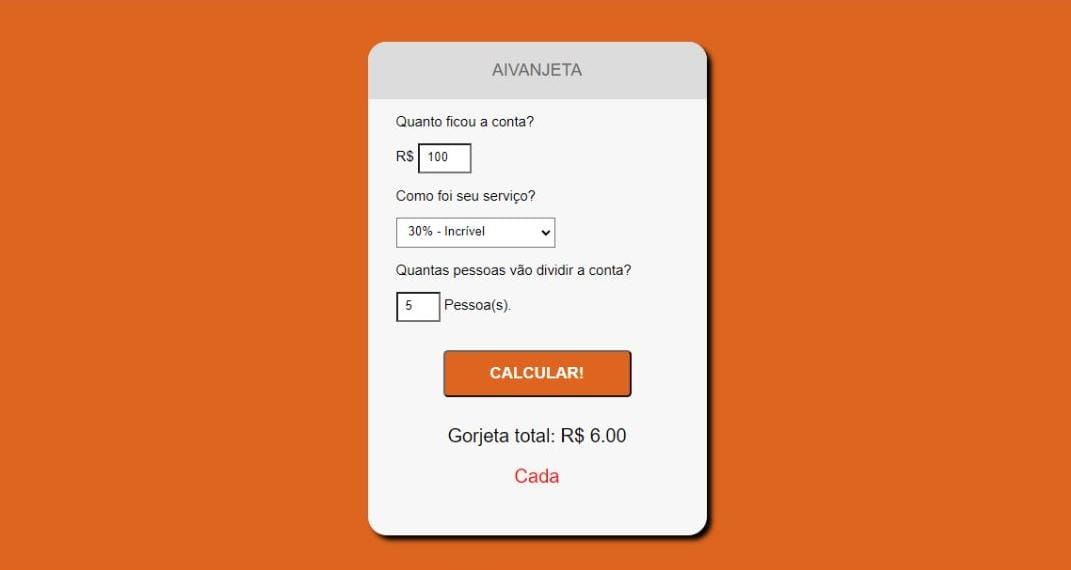 AIVANJETA
Quanto ficou a conta?
R$ 100
Como foi seu serviço?
30% - Incrível
Quantas pessoas vão dividir a conta?
5 Pessoa(s).
CALCULAR!
Gorjeta total: R$ 6.00
Cada